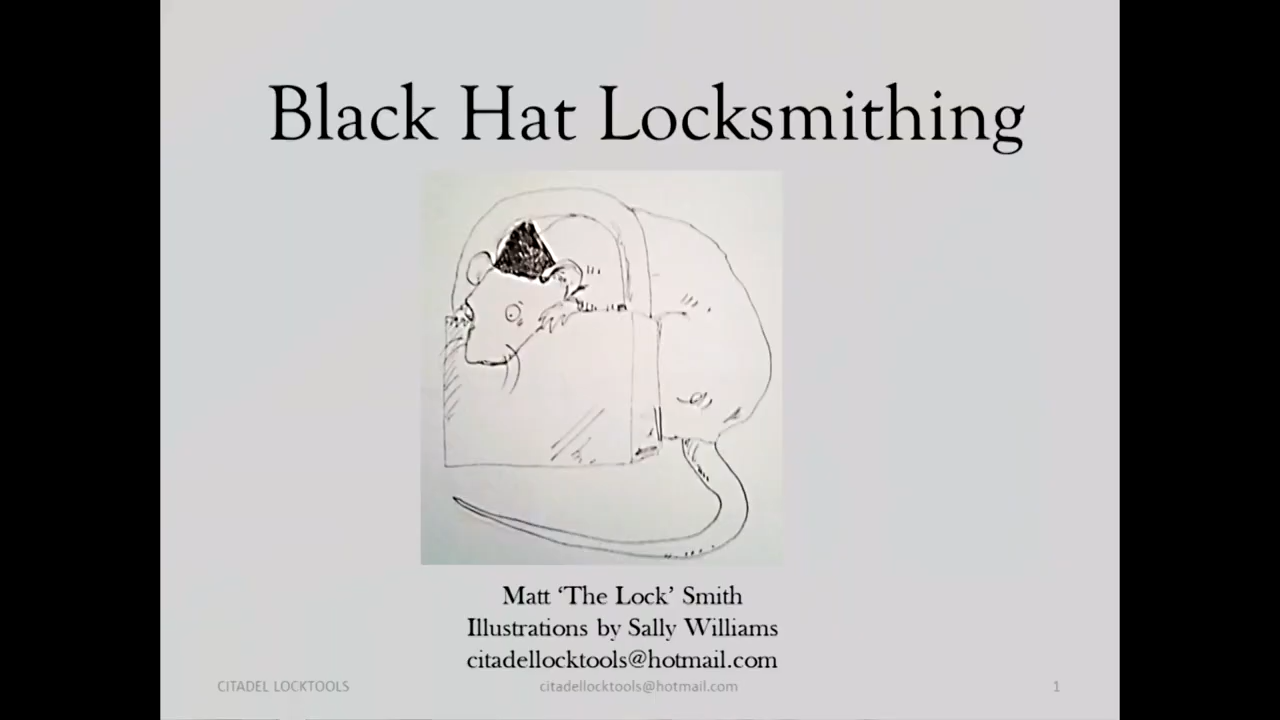 Black Hat Locksmithing
Matt ‘The Lock’ Smith
Illustrations by Sally Williams
citadellocktools@hotmail.com
CITADEL LOCKTOOLS
citadellocktools@hotmail.com
1